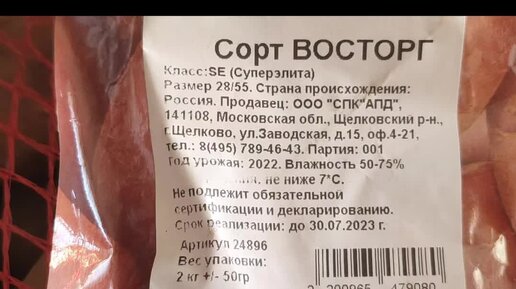 Сорт ВОСТОРГ
Класс:SE (Суперэлита)
Размер 28/55. Страна происхождения:
Россия. Продавец: ООО "СПК"АПД",
141108, Московская обл., Щелковский р-н.,
г.Щелково, ул.Заводская, д.15, оф.4-21,
тел.: 8(495) 789-46-43. Партия: 001
Год урожая: 2022. Влажность 50-75%
не ниже 7*С.
Не подлежит обязательной
сертификации и декларированию.
Срок реализации: до 30.07.2023 г.
Артикул 24896
Вес упаковки:
2 кг +/- 50гр
479080